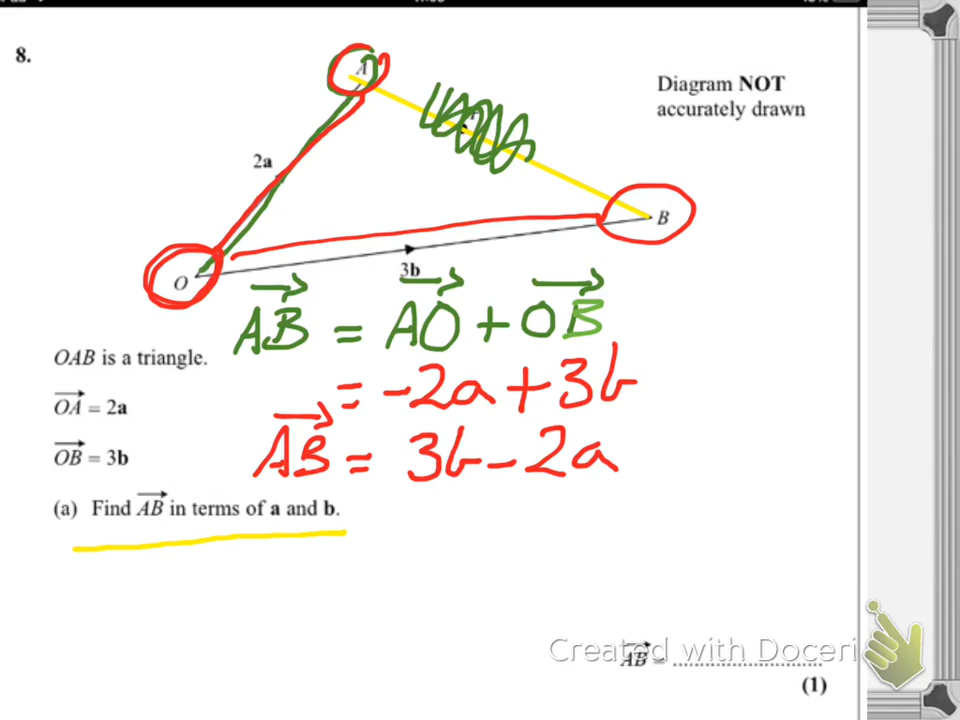 8.
A
Diagram NOT
accurately drawn
2a
B
O
3b
AB = AO + OB
OAB is a triangle.
= -2a + 3b
OA = 2a
AB = 3b - 2a
OB = 3b
(a) Find AB in terms of a and b.
Created with Doceri
AB = ..............................
(1)